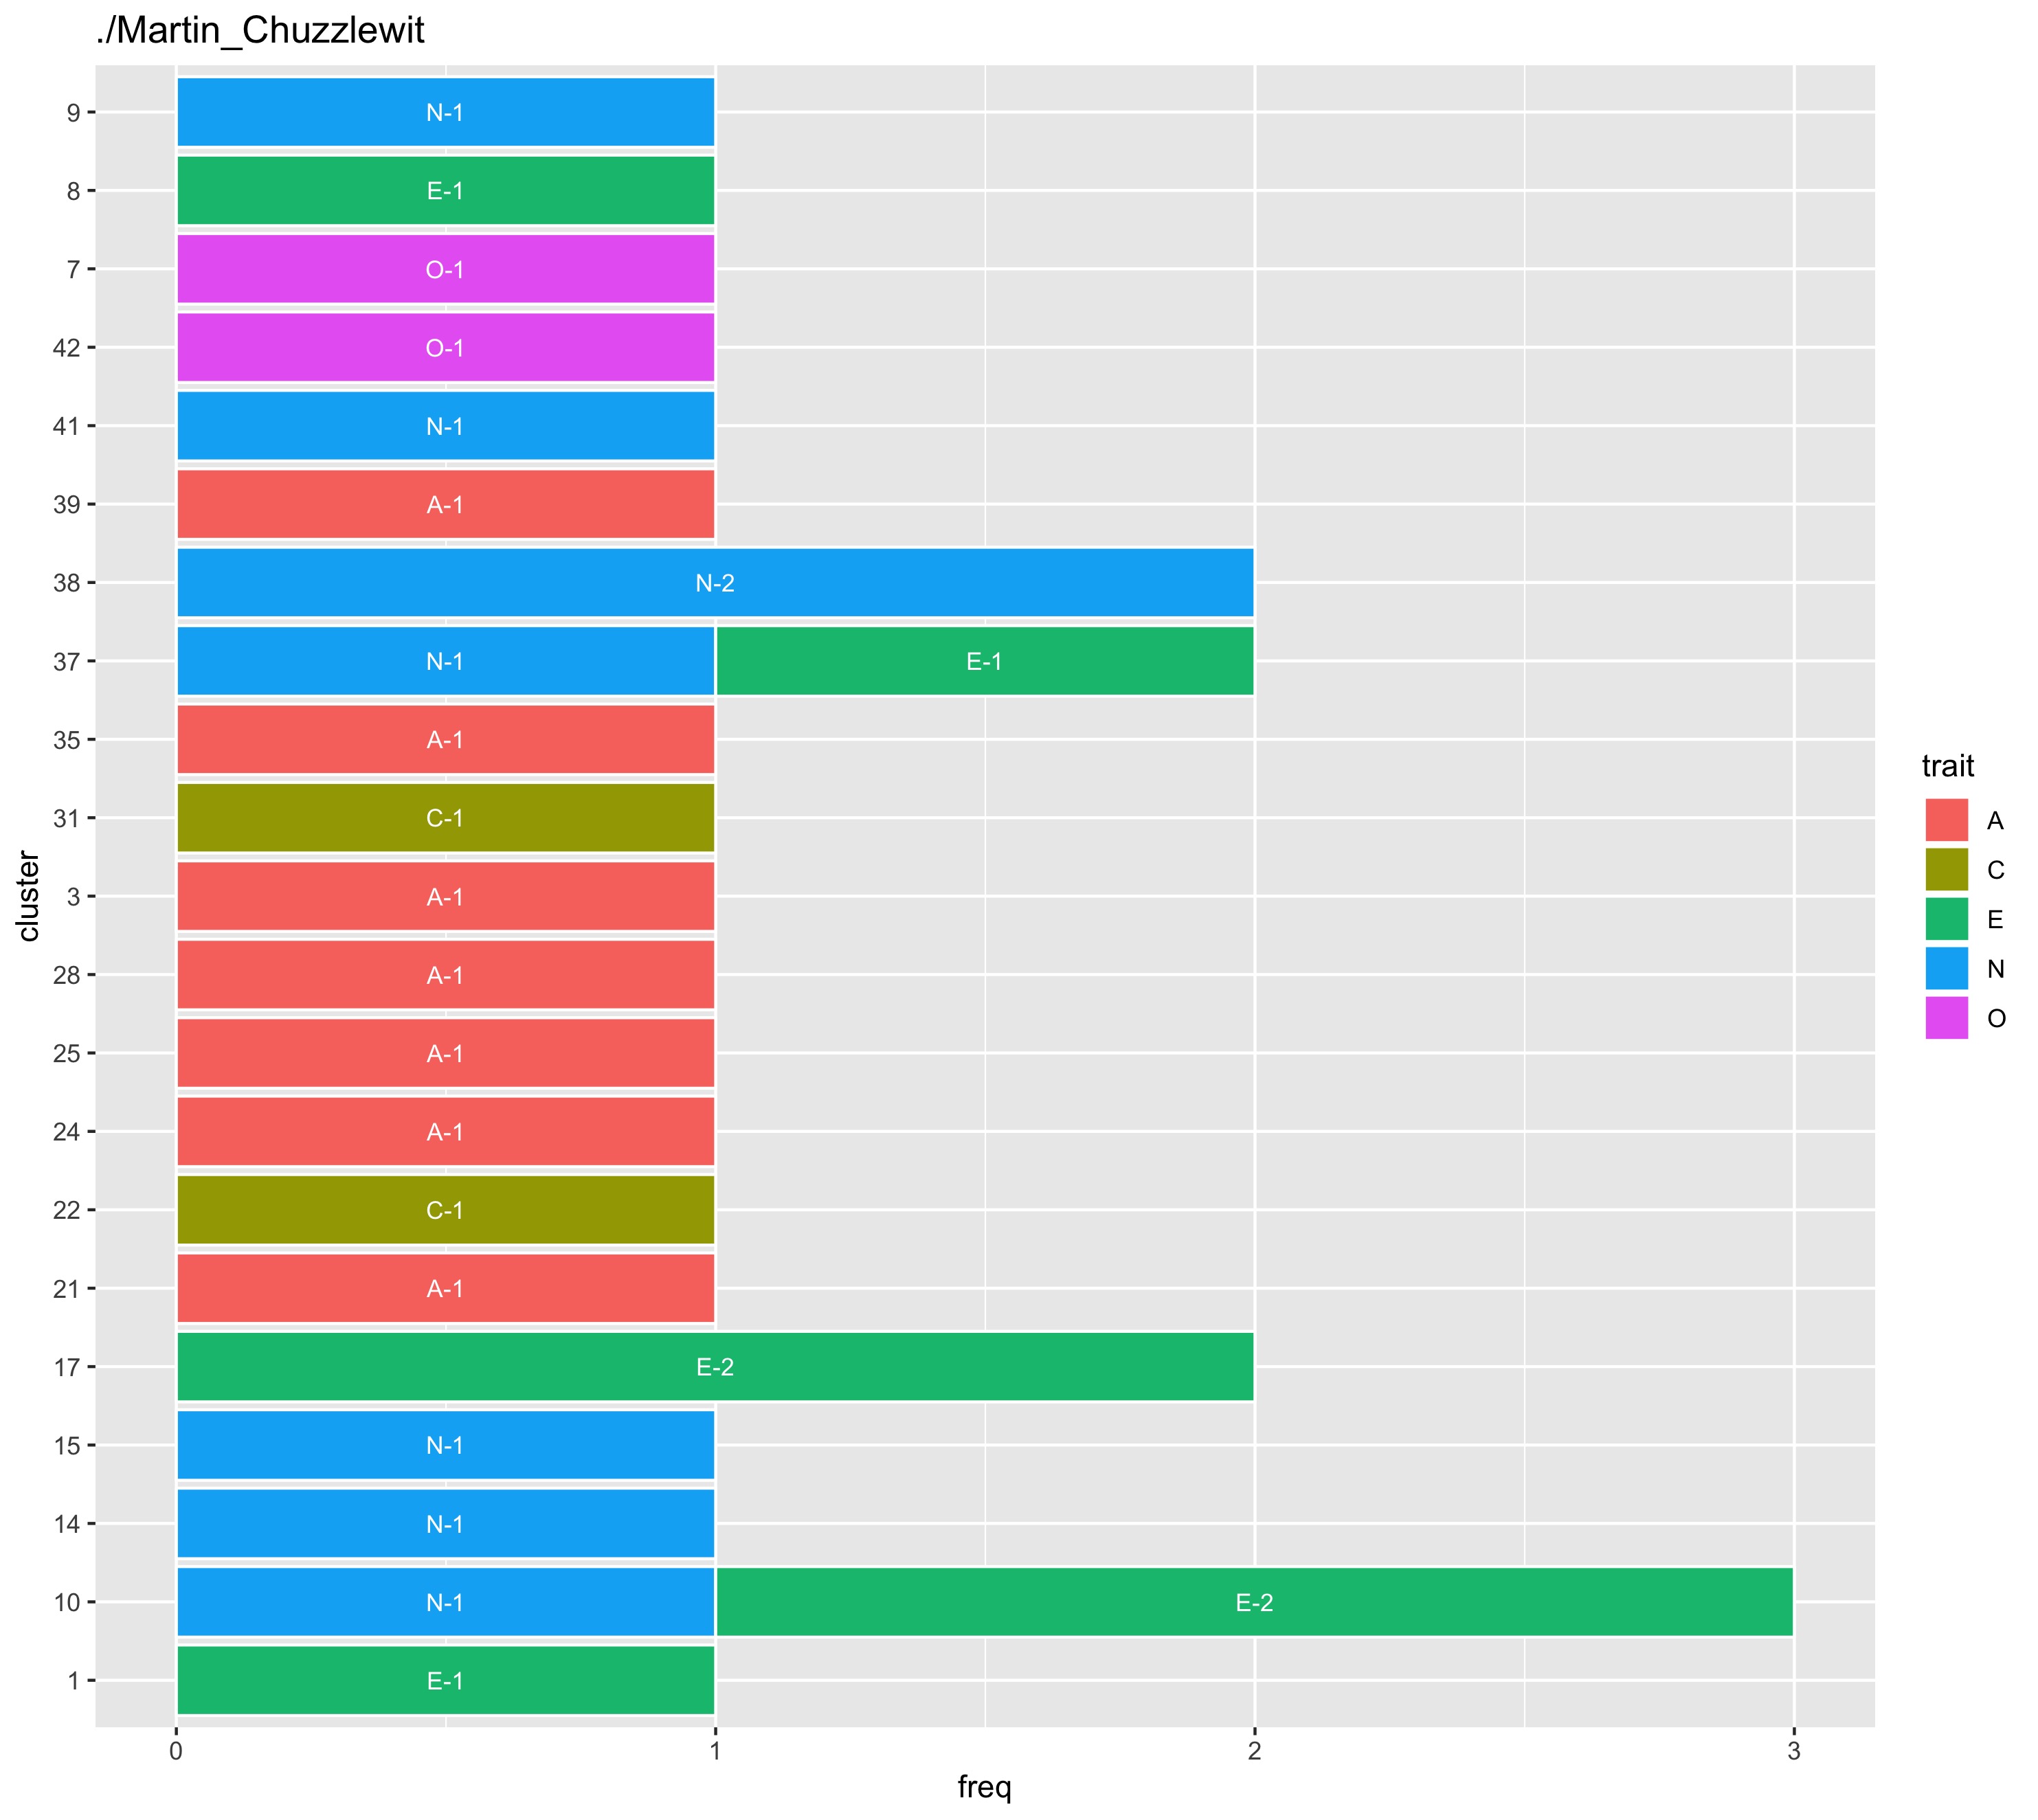 ./Martin_Chuzzlewit
9 N-1
8 E-1
7 O-1
42 O-1
41 N-1
39 A-1
38 N-2
37 N-1 E-1
35 A-1
31 C-1
3 A-1
28 A-1
25 A-1
24 A-1
22 C-1
21 A-1
17 E-2
15 N-1
14 N-1
10 N-1 E-2
1 E-1
0 1 2 3
freq
cluster
trait
A
C
E
N
O